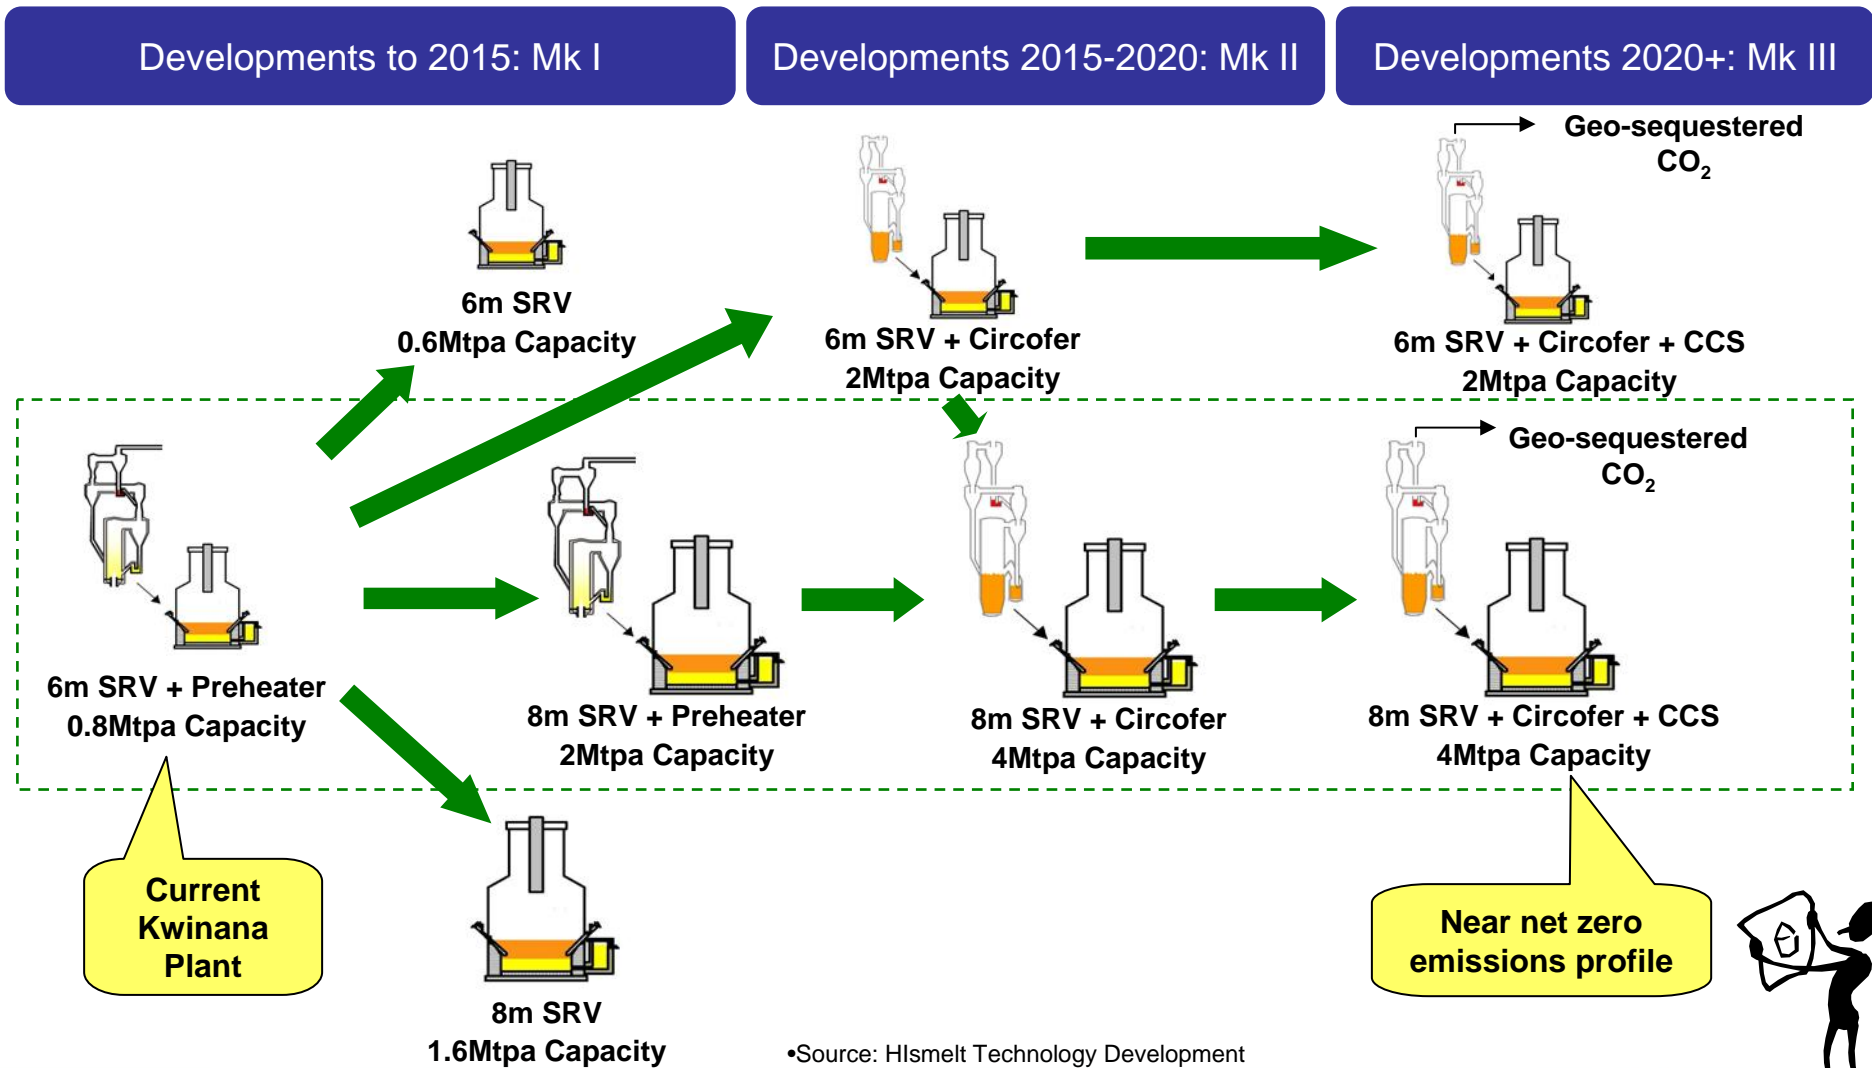 Developments to 2015: Mk I
Developments 2015-2020: Mk II
Developments 2020+: Mk III
Geo-sequestered
CO₂
6m SRV
0.6Mtpa Capacity
6m SRV + Circofer
2Mtpa Capacity
6m SRV + Circofer + CCS
2Mtpa Capacity
Geo-sequestered
CO₂
6m SRV + Preheater
0.8Mtpa Capacity
8m SRV + Preheater
2Mtpa Capacity
8m SRV + Circofer
4Mtpa Capacity
8m SRV + Circofer + CCS
4Mtpa Capacity
Current
Kwinana
Plant
Near net zero
emissions profile
8m SRV
1.6Mtpa Capacity
•Source: HIsmelt Technology Development